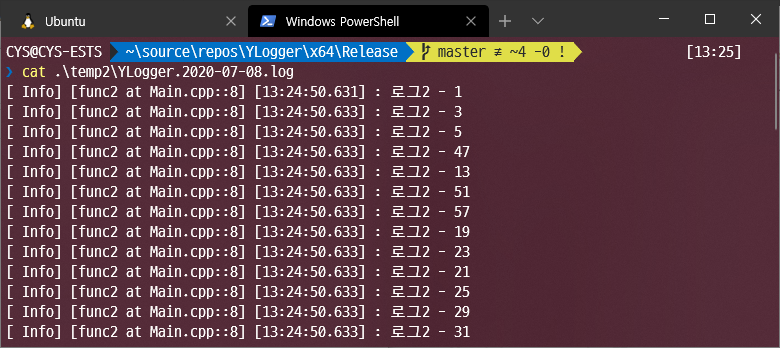 Ubuntu Windows PowerShell
CYS@CYS-ESTS ~\source\repos\YLogger\x64\Release master ≢ ~4 -0 ! [13:25]
❯ cat .\temp2\YLogger.2020-07-08.log
[ Info] [func2 at Main.cpp::8] [13:24:50.631] : 로그2 - 1
[ Info] [func2 at Main.cpp::8] [13:24:50.633] : 로그2 - 3
[ Info] [func2 at Main.cpp::8] [13:24:50.633] : 로그2 - 5
[ Info] [func2 at Main.cpp::8] [13:24:50.633] : 로그2 - 47
[ Info] [func2 at Main.cpp::8] [13:24:50.633] : 로그2 - 13
[ Info] [func2 at Main.cpp::8] [13:24:50.633] : 로그2 - 51
[ Info] [func2 at Main.cpp::8] [13:24:50.633] : 로그2 - 57
[ Info] [func2 at Main.cpp::8] [13:24:50.633] : 로그2 - 19
[ Info] [func2 at Main.cpp::8] [13:24:50.633] : 로그2 - 23
[ Info] [func2 at Main.cpp::8] [13:24:50.633] : 로그2 - 21
[ Info] [func2 at Main.cpp::8] [13:24:50.633] : 로그2 - 25
[ Info] [func2 at Main.cpp::8] [13:24:50.633] : 로그2 - 29
[ Info] [func2 at Main.cpp::8] [13:24:50.633] : 로그2 - 31